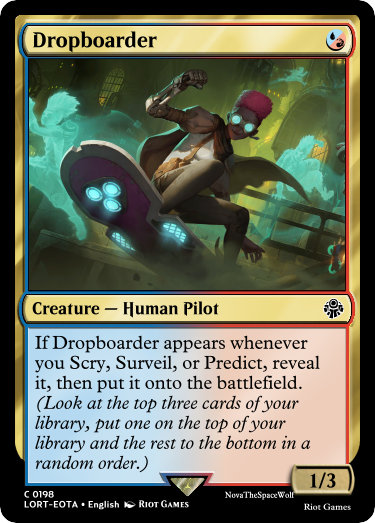 Dropboarder
Creature — Human Pilot
If Dropboarder appears whenever
you Scry, Surveil, or Predict, reveal
it, then put it onto the battlefield.
(Look at the top three cards of your
library, put one on the top of your
library and the rest to the bottom in a
random order.)
1/3
C 0198
LORT-EOTA • English Riot Games
NovaTheSpaceWolf
Riot Games